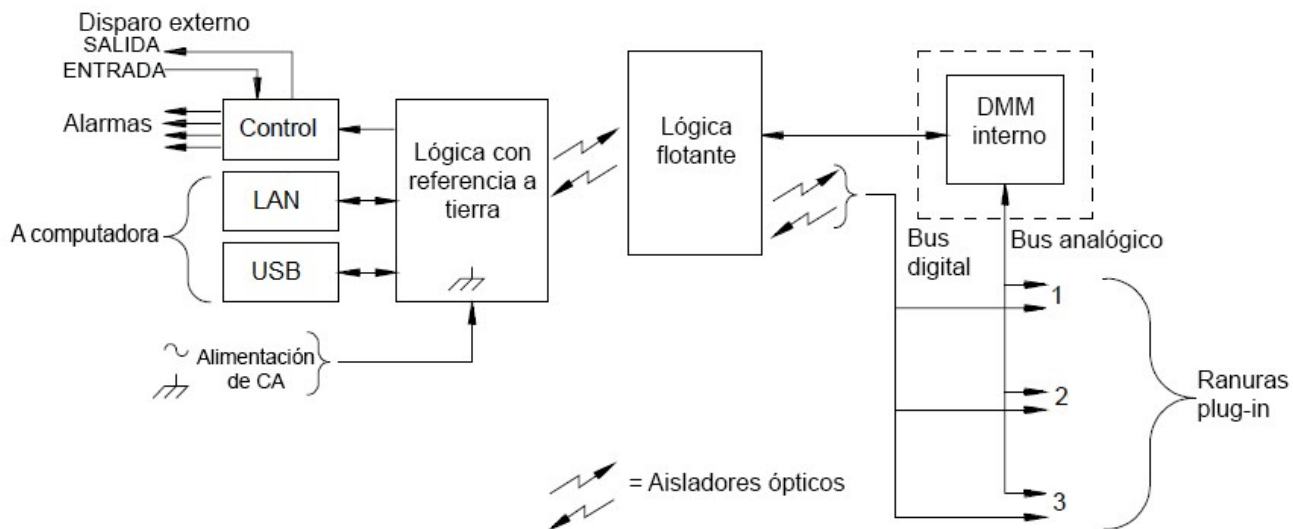 Disparo externo
SALIDA
ENTRADA
Alarmas
Control
LAN
USB
A computadora
Alimentación
de CA
Lógica con
referencia a
tierra
Lógica
flotante
DMM
interno
Bus
digital
Bus analógico
1
2
3
Ranuras
plug-in
= Aisladores ópticos